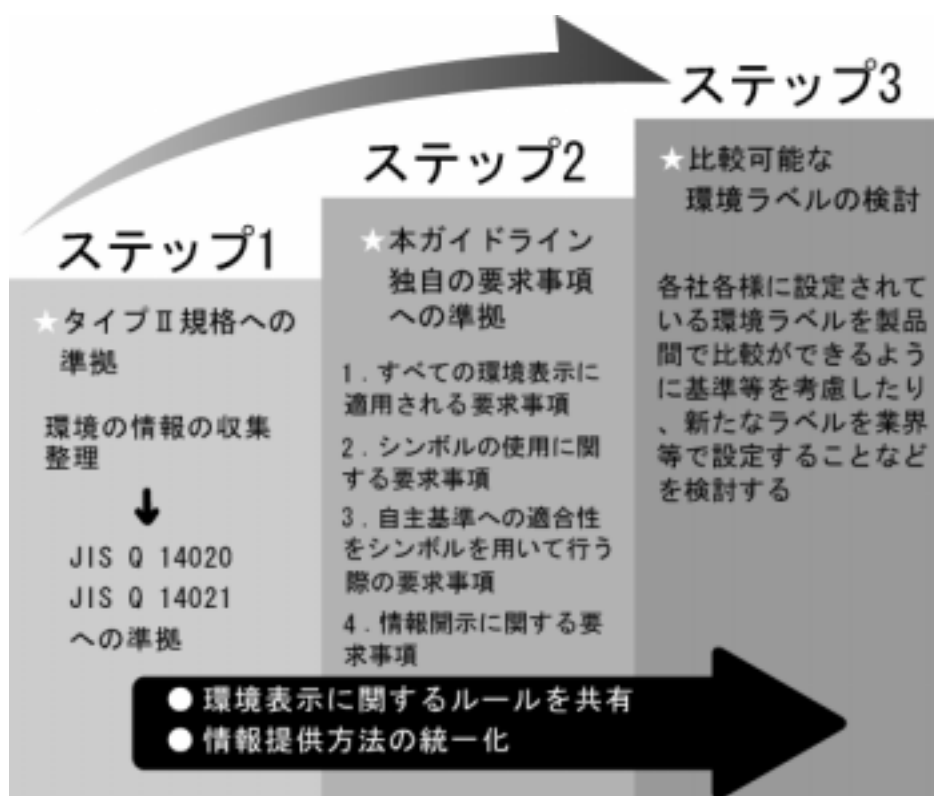 ステップ1
★タイプⅡ規格への
準拠
環境の情報の収集
整理
↓
JIS Q 14020
JIS Q 14021
への準拠
ステップ2
★本ガイドライン
独自の要求事項
への準拠
1．すべての環境表示に
適用される要求事項
2．シンボルの使用に関
する要求事項
3．自主基準への適合性
をシンボルを用いて行う
際の要求事項
4．情報開示に関する要
求事項
ステップ3
★比較可能な
環境ラベルの検討
各社各様に設定されて
いる環境ラベルを製品
間で比較ができるよう
に基準等を考慮したり
、新たなラベルを業界
等で設定することなど
を検討する
●環境表示に関するルールを共有
●情報提供方法の統一化